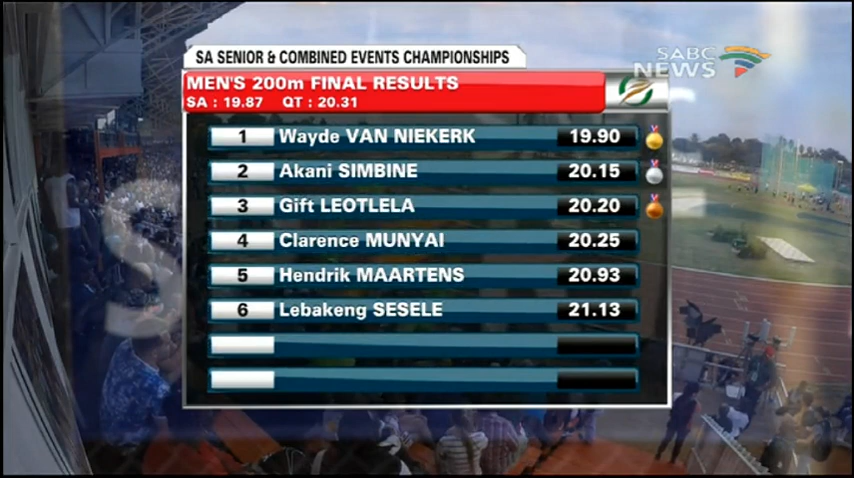 SA SENIOR & COMBINED EVENTS CHAMPIONSHIPS
SABC
NEWS
MEN'S 200m FINAL RESULTS
SA : 19.87 QT : 20.31
1 Wayde VAN NIEKERK 19.90
2 Akani SIMBINE 20.15
3 Gift LEOTLELA 20.20
4 Clarence MUNYAI 20.25
5 Hendrik MAARTENS 20.93
6 Lebakeng SESELE 21.13